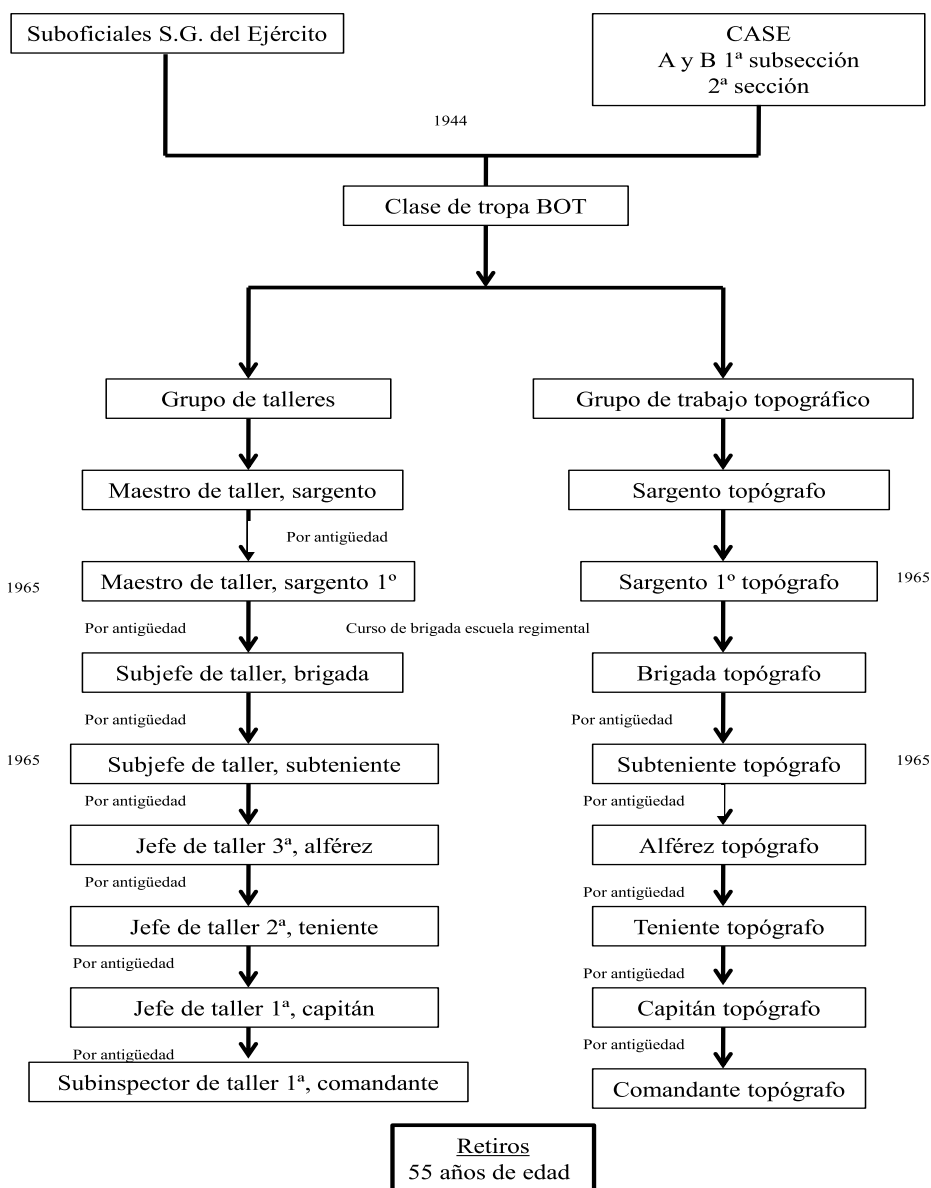 Suboficiales S.G. del Ejército
CASE
A y B 1ª subsección
2ª sección
1944
Clase de tropa BOT
Grupo de talleres
Grupo de trabajo topográfico
Maestro de taller, sargento
Sargento topógrafo
Por antigüedad
1965
Maestro de taller, sargento 1º
Sargento 1º topógrafo
1965
Por antigüedad
Curso de brigada escuela regimental
Subjefe de taller, brigada
Brigada topógrafo
Por antigüedad
Por antigüedad
1965
Subjefe de taller, subteniente
Subteniente topógrafo
1965
Por antigüedad
Por antigüedad
Jefe de taller 3ª, alférez
Alférez topógrafo
Por antigüedad
Por antigüedad
Jefe de taller 2ª, teniente
Teniente topógrafo
Por antigüedad
Por antigüedad
Jefe de taller 1ª, capitán
Capitán topógrafo
Por antigüedad
Por antigüedad
Subinspector de taller 1ª, comandante
Comandante topógrafo
Retiros
55 años de edad